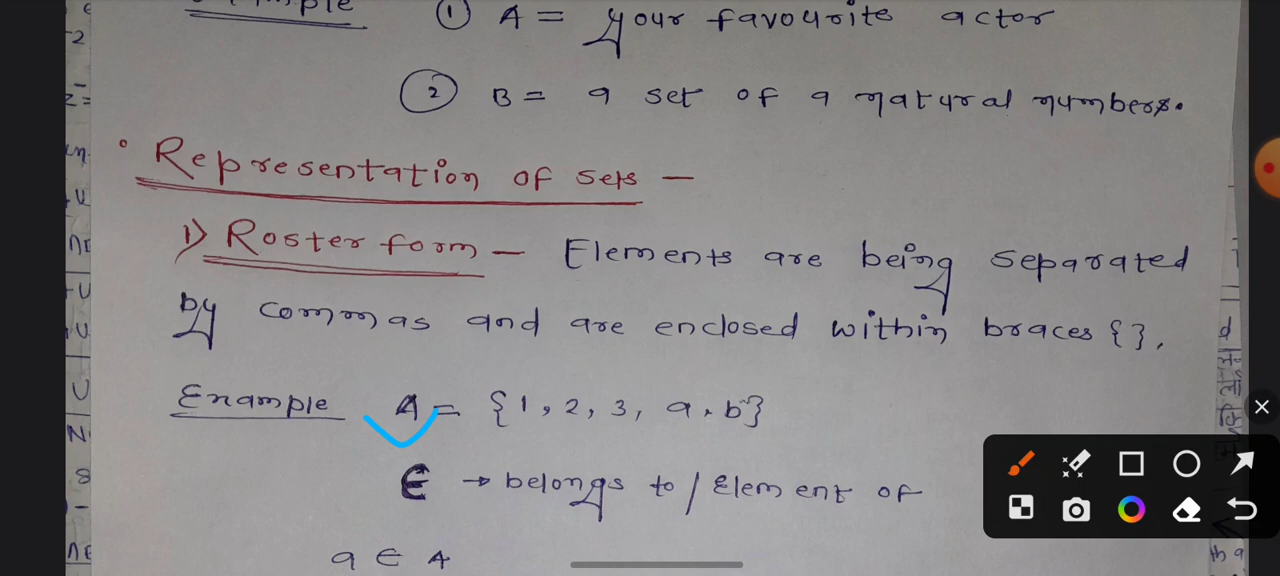 ① A = your favourite actor
② B = a set of a natural numbers.
• Representation of sets —
1) Roster form — Elements are being separated
by commas and are enclosed within braces { },
Example A = {1, 2, 3, a, b}
∈ → belongs to / Element of
a ∈ A